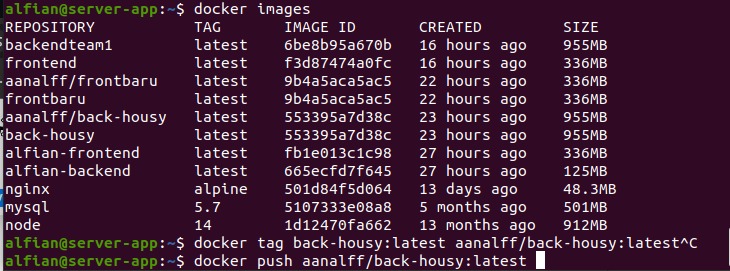 alfian@server-app:~$ docker images
REPOSITORY TAG IMAGE ID CREATED SIZE
backendteam1 latest 6be8b95a670b 16 hours ago 955MB
frontend latest f3d87474a0fc 16 hours ago 336MB
aanalff/frontbaru latest 9b4a5aca5ac5 22 hours ago 336MB
frontbaru latest 9b4a5aca5ac5 22 hours ago 336MB
aanalff/back-housy latest 553395a7d38c 23 hours ago 955MB
back-housy latest 553395a7d38c 23 hours ago 955MB
alfian-frontend latest fb1e013c1c98 27 hours ago 336MB
alfian-backend latest 665ecfd7f645 27 hours ago 125MB
nginx alpine 501d84f5d064 13 days ago 48.3MB
mysql 5.7 5107333e08a8 5 months ago 501MB
node 14 1d12470fa662 13 months ago 912MB
alfian@server-app:~$ docker tag back-housy:latest aanalff/back-housy:latest^C
alfian@server-app:~$ docker push aanalff/back-housy:latest